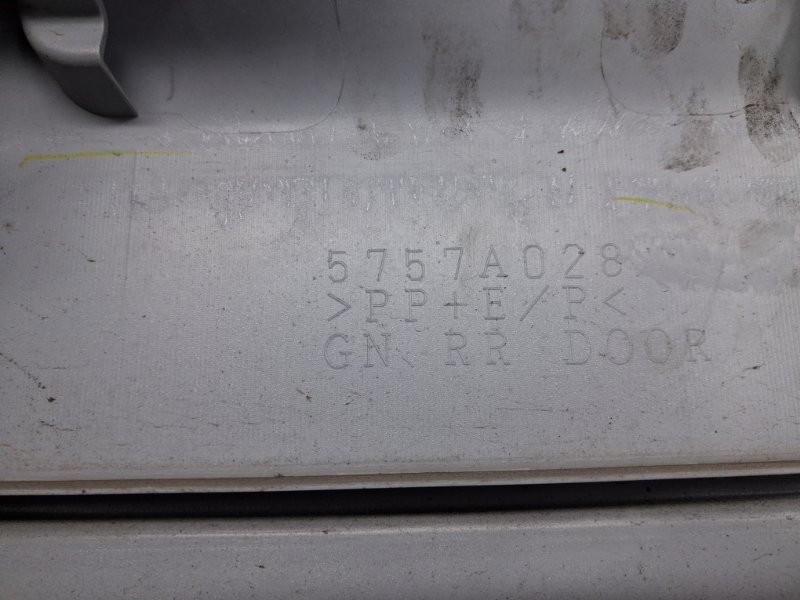 5757A028
>PP+E/P<
GN RR DOOR